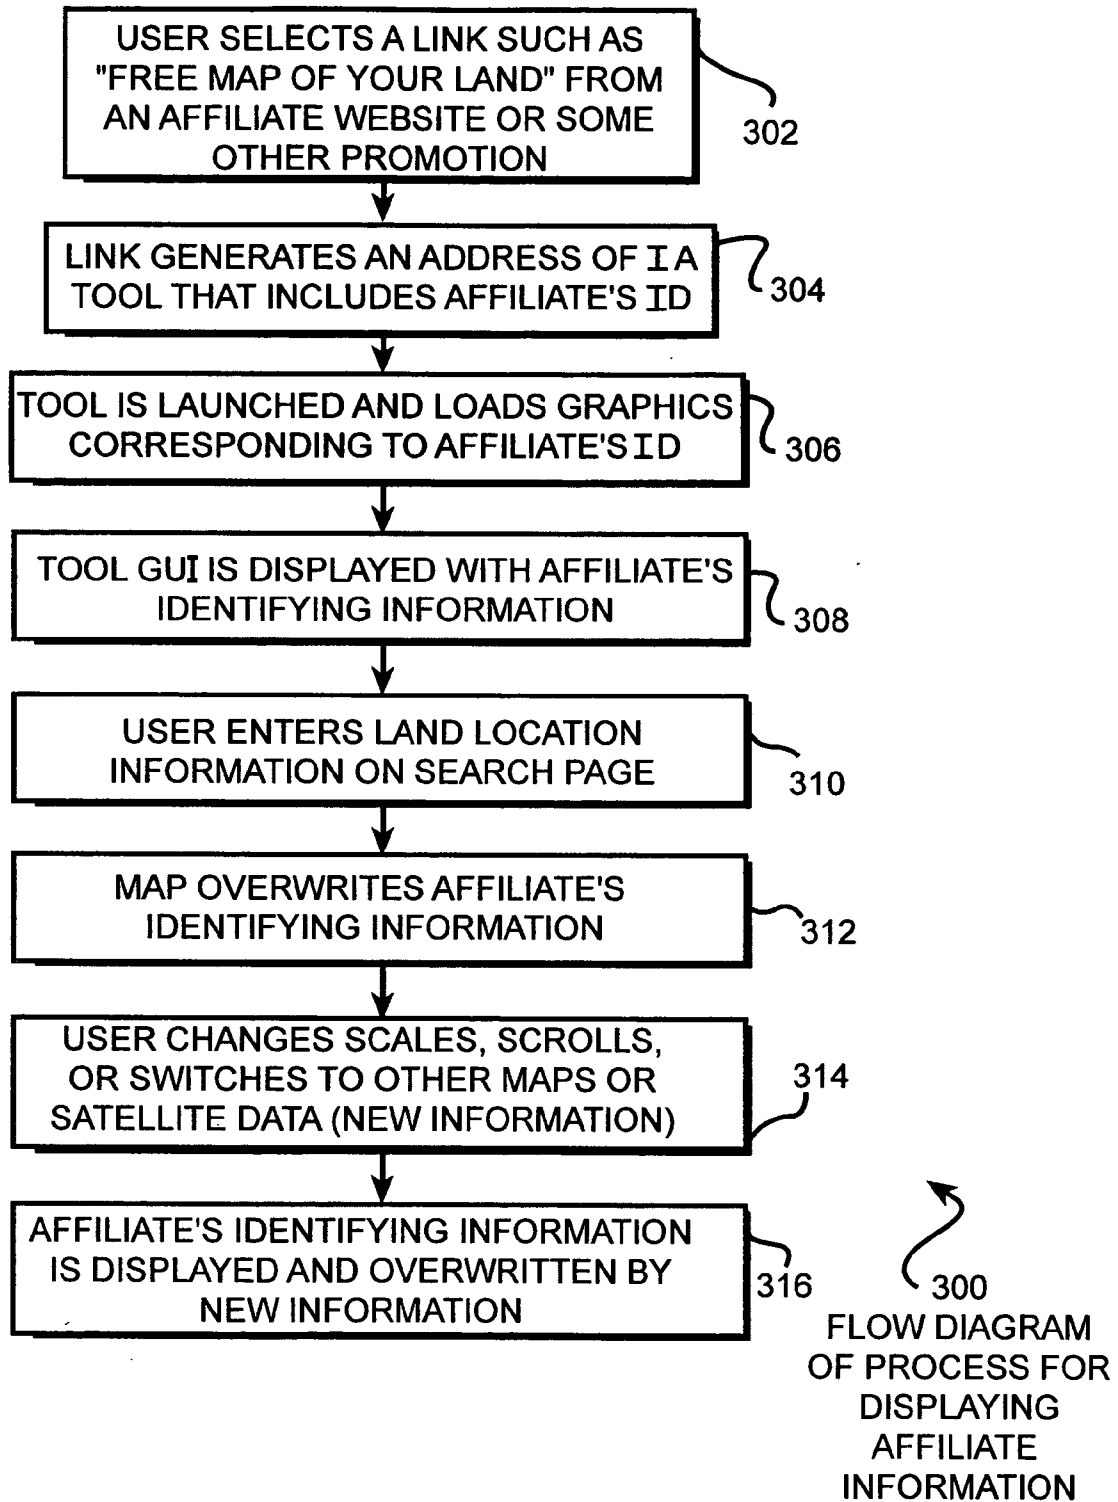 USER SELECTS A LINK SUCH AS
"FREE MAP OF YOUR LAND" FROM
AN AFFILIATE WEBSITE OR SOME
OTHER PROMOTION
302
LINK GENERATES AN ADDRESS OF I A
TOOL THAT INCLUDES AFFILIATE'S ID
304
TOOL IS LAUNCHED AND LOADS GRAPHICS
CORRESPONDING TO AFFILIATE'S ID
306
TOOL GUI IS DISPLAYED WITH AFFILIATE'S
IDENTIFYING INFORMATION
308
USER ENTERS LAND LOCATION
INFORMATION ON SEARCH PAGE
310
MAP OVERWRITES AFFILIATE'S
IDENTIFYING INFORMATION
312
USER CHANGES SCALES, SCROLLS,
OR SWITCHES TO OTHER MAPS OR
SATELLITE DATA (NEW INFORMATION)
314
AFFILIATE'S IDENTIFYING INFORMATION
IS DISPLAYED AND OVERWRITTEN BY
NEW INFORMATION
316
300
FLOW DIAGRAM
OF PROCESS FOR
DISPLAYING
AFFILIATE
INFORMATION